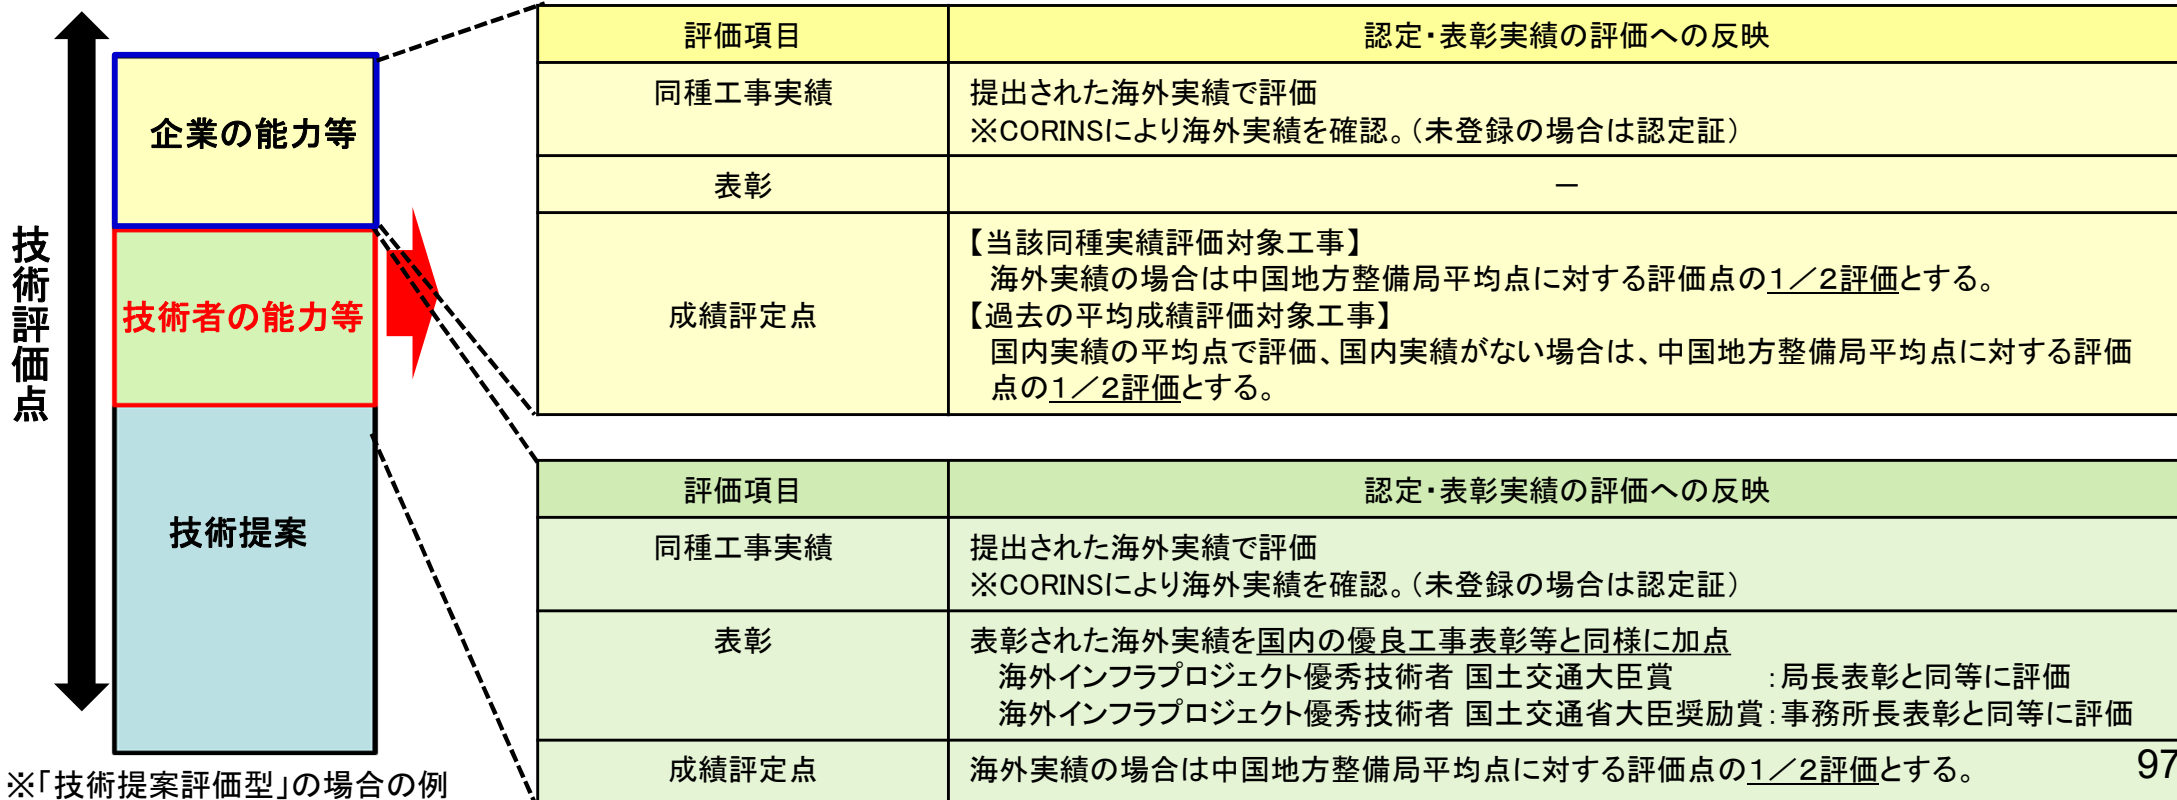 技術評価点
企業の能力等
技術者の能力等
技術提案
※「技術提案評価型」の場合の例
評価項目
認定・表彰実績の評価への反映
同種工事実績
提出された海外実績で評価
※CORINSにより海外実績を確認。（未登録の場合は認定証）
表彰
－
成績評定点
【当該同種実績評価対象工事】
海外実績の場合は中国地方整備局平均点に対する評価点の１／２評価とする。
【過去の平均成績評価対象工事】
国内実績の平均点で評価、国内実績がない場合は、中国地方整備局平均点に対する評価
点の１／２評価とする。
評価項目
認定・表彰実績の評価への反映
同種工事実績
提出された海外実績で評価
※CORINSにより海外実績を確認。（未登録の場合は認定証）
表彰
表彰された海外実績を国内の優良工事表彰等と同様に加点
海外インフラプロジェクト優秀技術者 国土交通大臣賞　　　：局長表彰と同等に評価
海外インフラプロジェクト優秀技術者 国土交通省大臣奨励賞：事務所長表彰と同等に評価
成績評定点
海外実績の場合は中国地方整備局平均点に対する評価点の１／２評価とする。
97